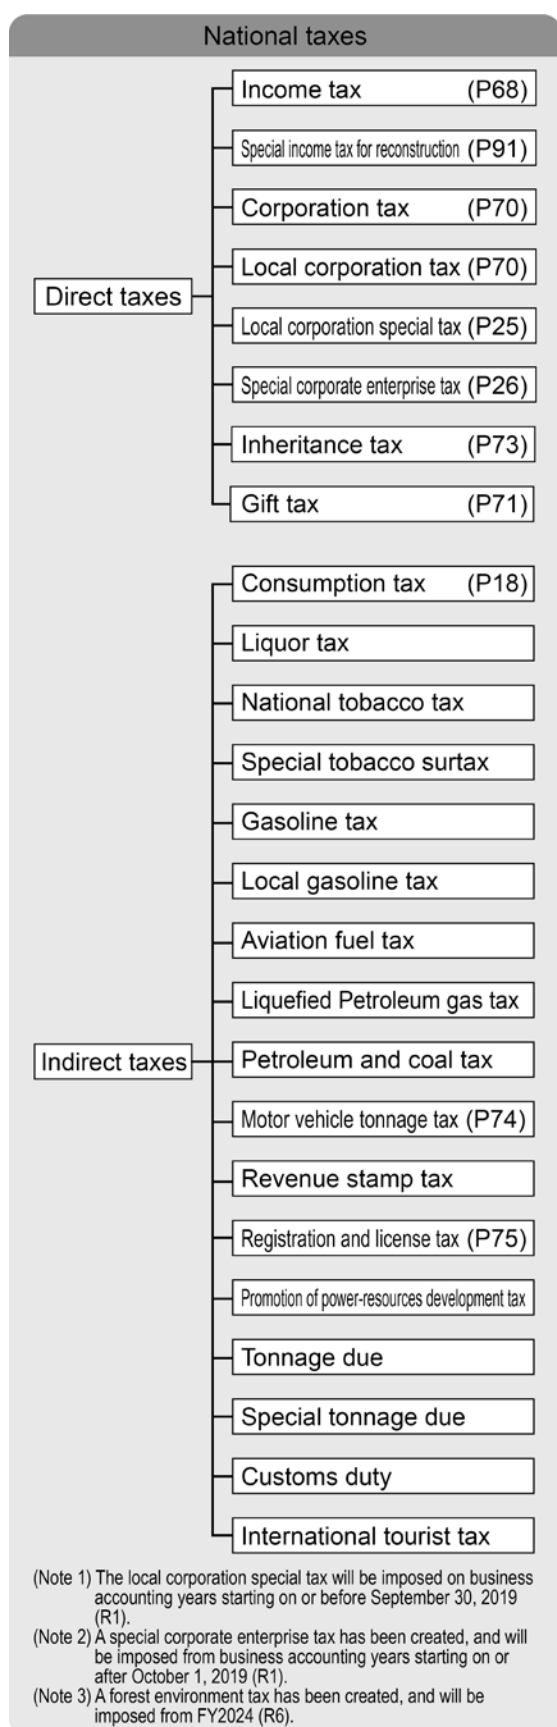 National taxes
Income tax (P68)
Special income tax for reconstruction (P91)
Corporation tax (P70)
Local corporation tax (P70)
Direct taxes
Local corporation special tax (P25)
Special corporate enterprise tax (P26)
Inheritance tax (P73)
Gift tax (P71)
Consumption tax (P18)
Liquor tax
National tobacco tax
Special tobacco surtax
Gasoline tax
Local gasoline tax
Aviation fuel tax
Liquefied Petroleum gas tax
Indirect taxes
Petroleum and coal tax
Motor vehicle tonnage tax (P74)
Revenue stamp tax
Registration and license tax (P75)
Promotion of power-resources development tax
Tonnage due
Special tonnage due
Customs duty
International tourist tax
(Note 1) The local corporation special tax will be imposed on business
accounting years starting on or before September 30, 2019
(R1).
(Note 2) A special corporate enterprise tax has been created, and will
be imposed from business accounting years starting on or
after October 1, 2019 (R1).
(Note 3) A forest environment tax has been created, and will be
imposed from FY2024 (R6).